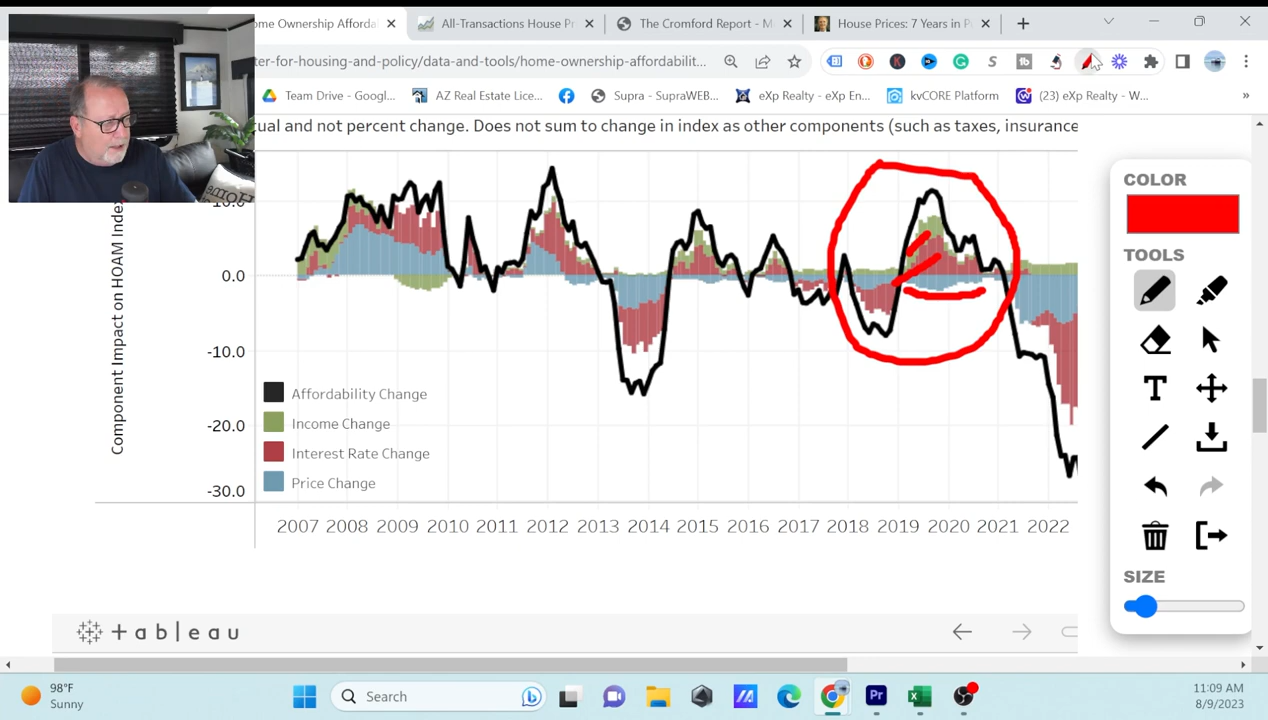 ome Ownership Afforda
All-Transactions House Pr
The Cromford Report - M
House Prices: 7 Years in P
ter-for-housing-and-policy/data-and-tools/home-ownership-affordabilit...
Team Drive - Googl...
AZ Real Estate Lice...
Supra - SupraWEB...
eXp Realty - eXp En...
kvCORE Platform
(23) eXp Realty - W...
»
tual and not percent change. Does not sum to change in index as other components (such as taxes, insurance
COLOR
TOOLS
SIZE
Component Impact on HOAM Index
10.0
0.0
-10.0
-20.0
-30.0
Affordability Change
Income Change
Interest Rate Change
Price Change
2007 2008 2009 2010 2011 2012 2013 2014 2015 2016 2017 2018 2019 2020 2021 2022
+ a b l e a u
98°F
Sunny
Search
Pr
11:09 AM
8/9/2023